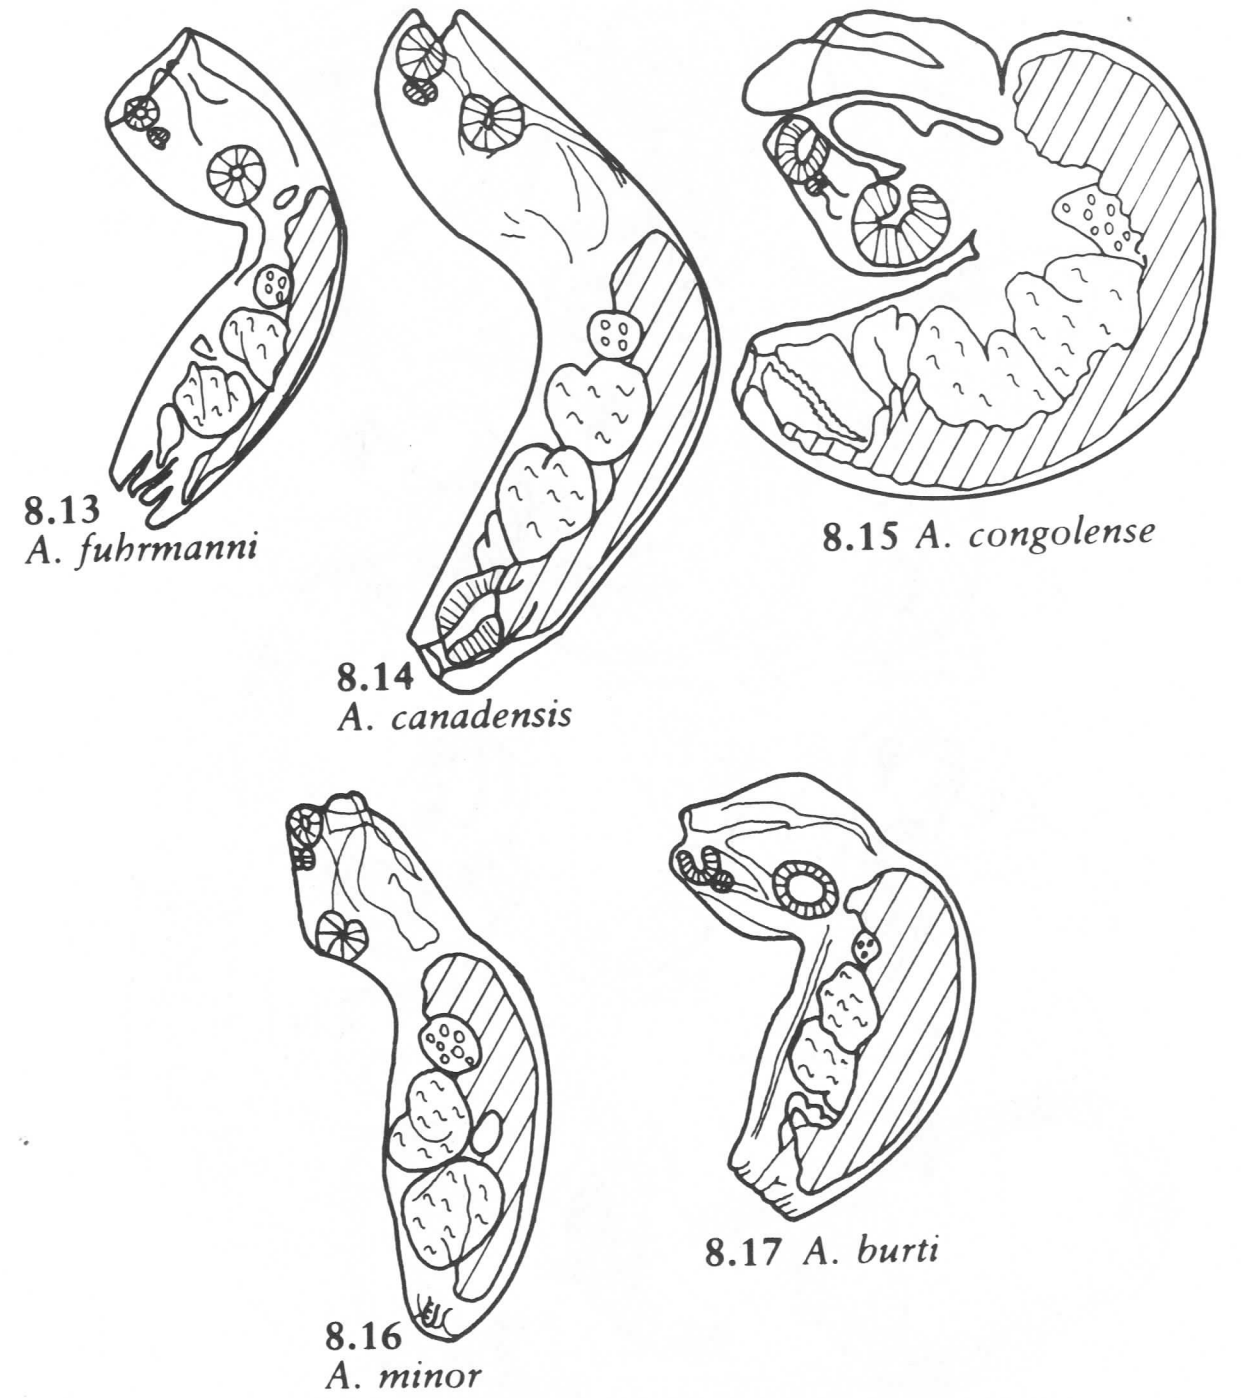 8.13
A. fuhrmanni
8.14
A. canadensis
8.15 A. congolense
8.16
A. minor
8.17 A. burti